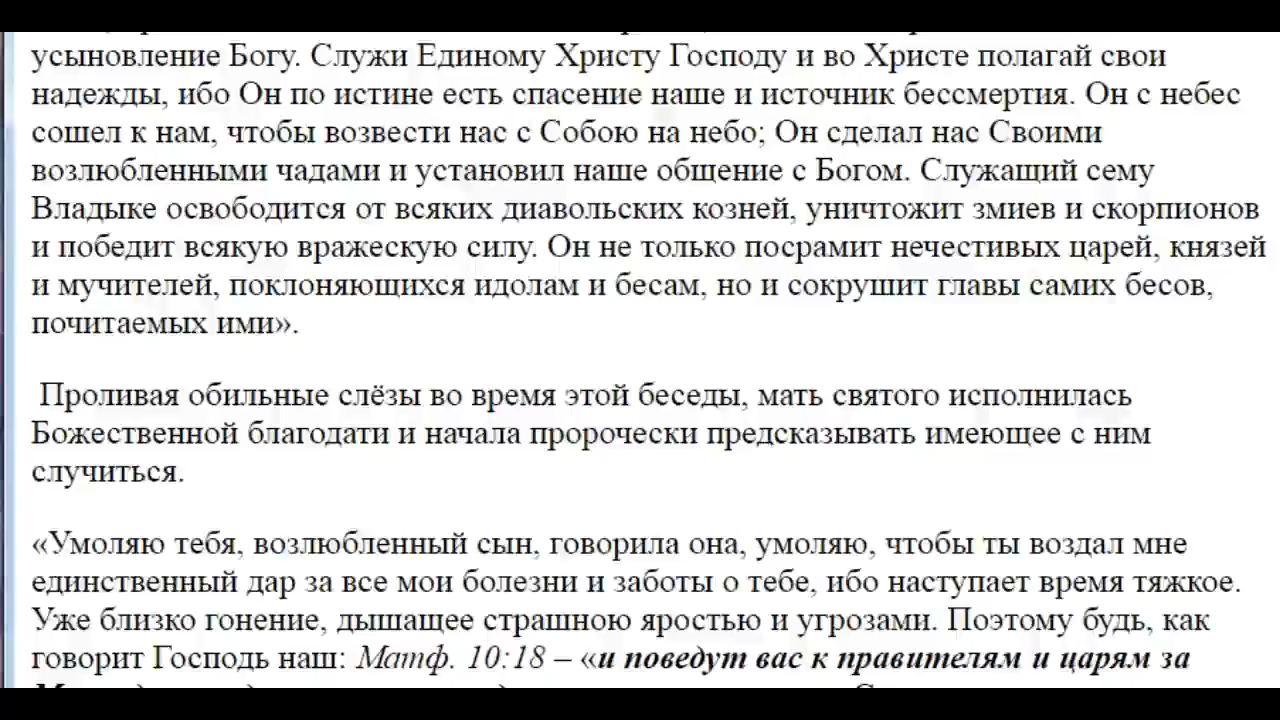 усыновление Богу. Служи Единому Христу Господу и во Христе полагай свои
надежды, ибо Он по истине есть спасение наше и источник бессмертия. Он с небес
сошел к нам, чтобы возвести нас с Собою на небо; Он сделал нас Своими
возлюбленными чадами и установил наше общение с Богом. Служащий сему
Владыке освободится от всяких диавольских козней, уничтожит змиев и скорпионов
и победит всякую вражескую силу. Он не только посрамит нечестивых царей, князей
и мучителей, поклоняющихся идолам и бесам, но и сокрушит главы самих бесов,
почитаемых ими».
Проливая обильные слёзы во время этой беседы, мать святого исполнилась
Божественной благодати и начала пророчески предсказывать имеющее с ним
случиться.
«Умоляю тебя, возлюбленный сын, говорила она, умоляю, чтобы ты воздал мне
единственный дар за все мои болезни и заботы о тебе, ибо наступает время тяжкое.
Уже близко гонение, дышащее страшною яростью и угрозами. Поэтому будь, как
говорит Господь наш: Матф. 10:18 – «и поведут вас к правителям и царям за